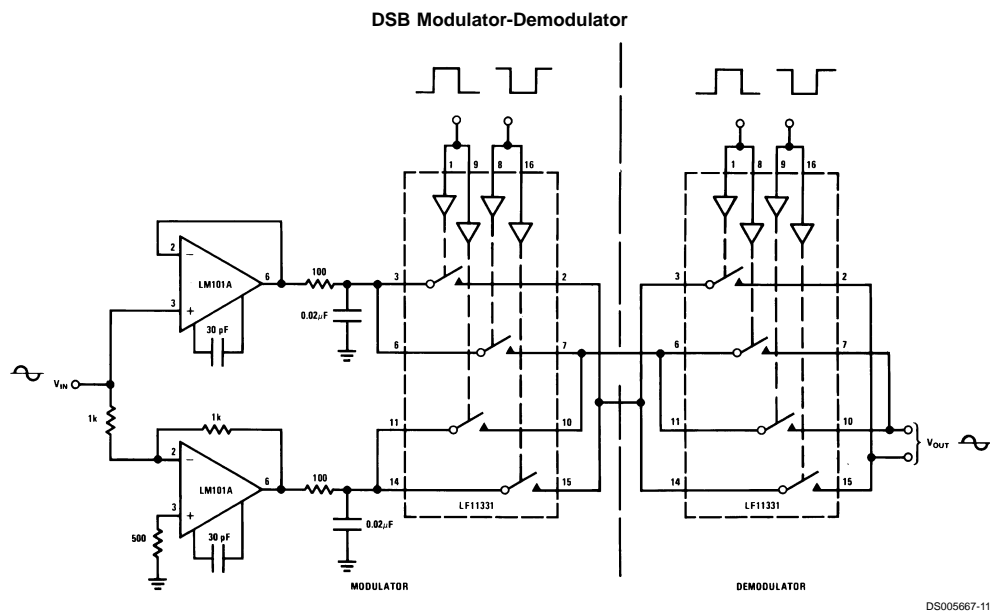 DSB Modulator-Demodulator
1 9 8 16
1 8 9 16
2
−
6
LM101A
3
+
30 pF
100
0.02μF
3
2
6
7
11
10
14
15
LF11331
3
2
6
7
11
10
14
15
LF11331
VIN
1k
1k
2
−
6
LM101A
3
+
500
30 pF
100
0.02μF
VOUT
MODULATOR
DEMODULATOR
DS005667-11